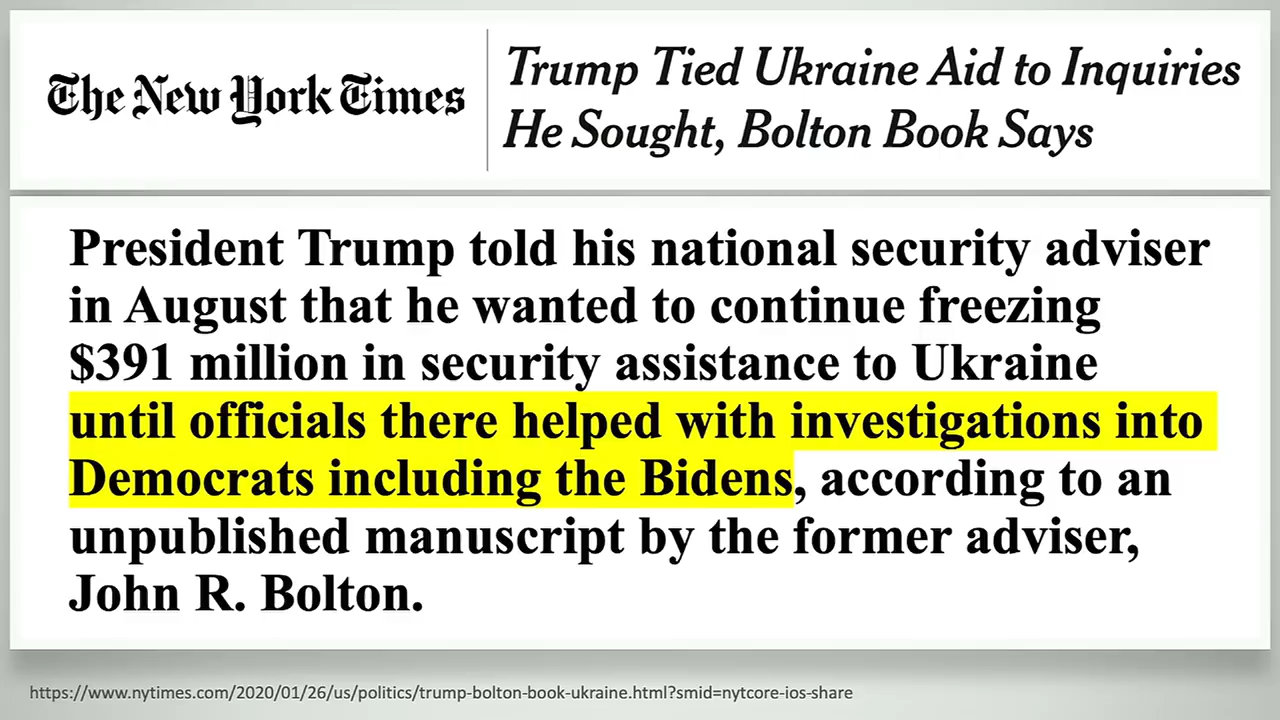 The New York Times
Trump Tied Ukraine Aid to Inquiries
He Sought, Bolton Book Says
President Trump told his national security adviser
in August that he wanted to continue freezing
$391 million in security assistance to Ukraine
until officials there helped with investigations into
Democrats including the Bidens, according to an
unpublished manuscript by the former adviser,
John R. Bolton.
https://www.nytimes.com/2020/01/26/us/politics/trump-bolton-book-ukraine.html?smid=nytcore-ios-share